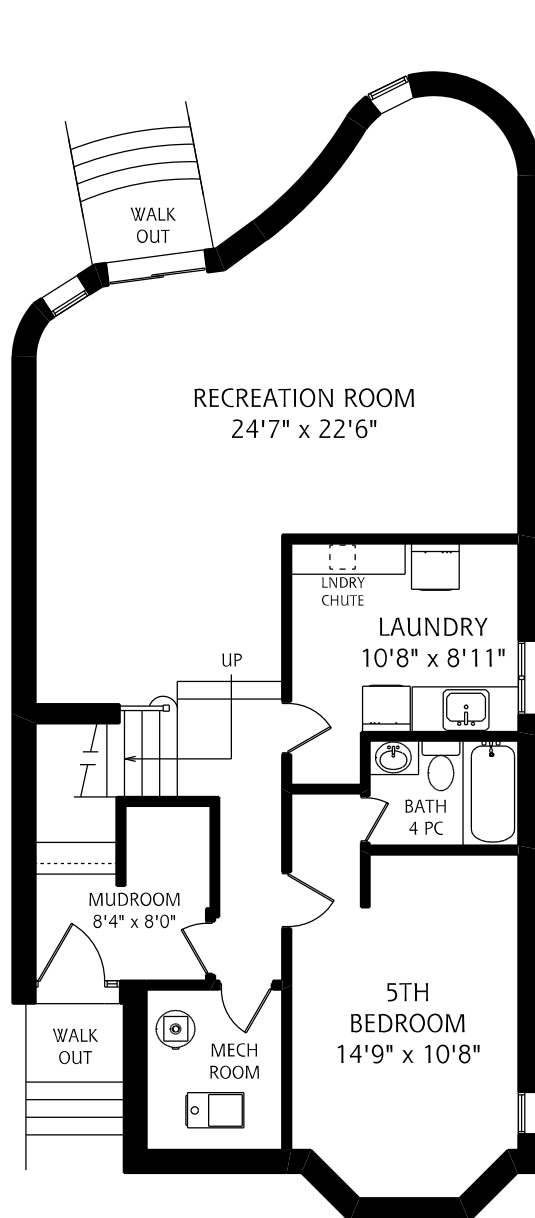 WALK
OUT
RECREATION ROOM
24'7" x 22'6"
LNDRY
CHUTE
LAUNDRY
10'8" x 8'11"
UP
BATH
4 PC
MUDROOM
8'4" x 8'0"
5TH
BEDROOM
14'9" x 10'8"
WALK
OUT
MECH
ROOM